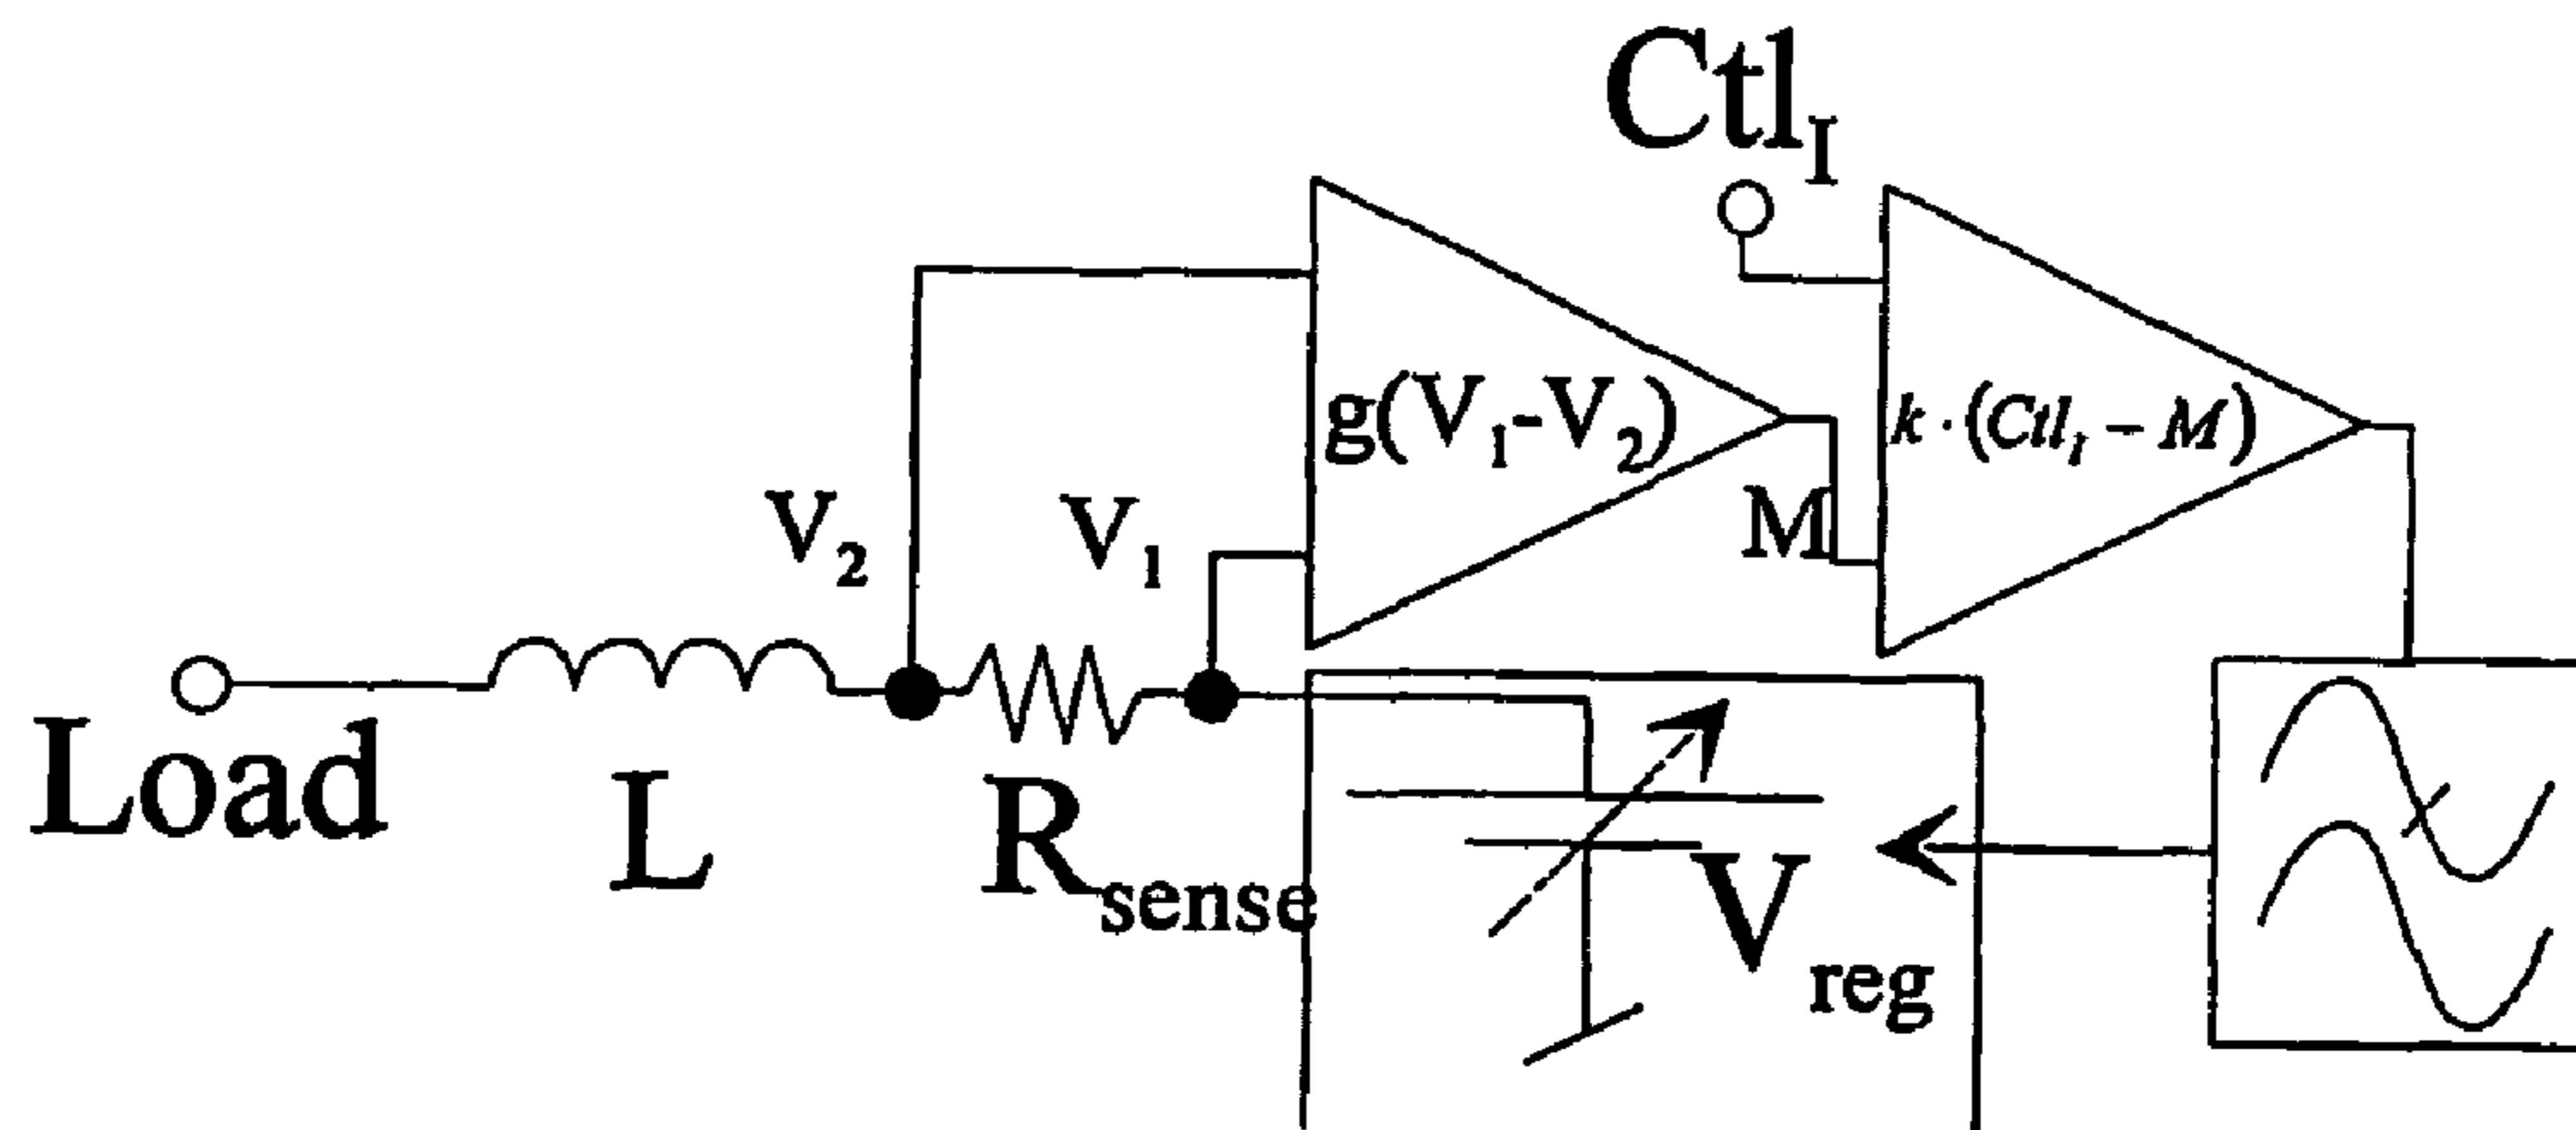 Ctl_I
g(V_1-V_2)
k · (Ctl_I − M)
V_2
V_1
M
Load
L
R_sense
V_reg